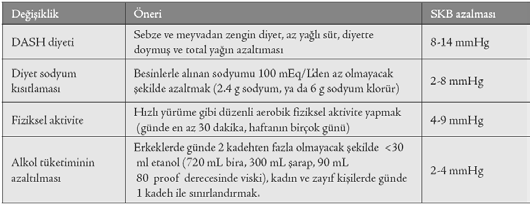 Değişiklik Öneri SKB azalması
DASH diyeti
Sebze ve meyvadan zengin diyet, az yağlı süt, diyette
doymuş ve total yağın azaltıması
8-14 mmHg
Diyet sodyum
kısıtlaması
Besinlerle alınan sodyumu 100 mEq/L'den az olmayacak
şekilde azaltmak (2.4 g sodyum, ya da 6 g sodyum klorür)
2-8 mmHg
Fiziksel aktivite
Hızlı yürüme gibi düzenli aerobik fiziksel aktivite yapmak
(günde en az 30 dakika, haftanın birçok günü)
4-9 mmHg
Alkol tüketiminin
azaltılması
Erkeklerde günde 2 kadehten fazla olmayacak şekilde <30
ml etanol (720 mL bira, 300 mL şarap, 90 mL
80 proof derecesinde viski), kadın ve zayıf kişilerde günde
1 kadeh ile sınırlandırmak.
2-4 mmHg